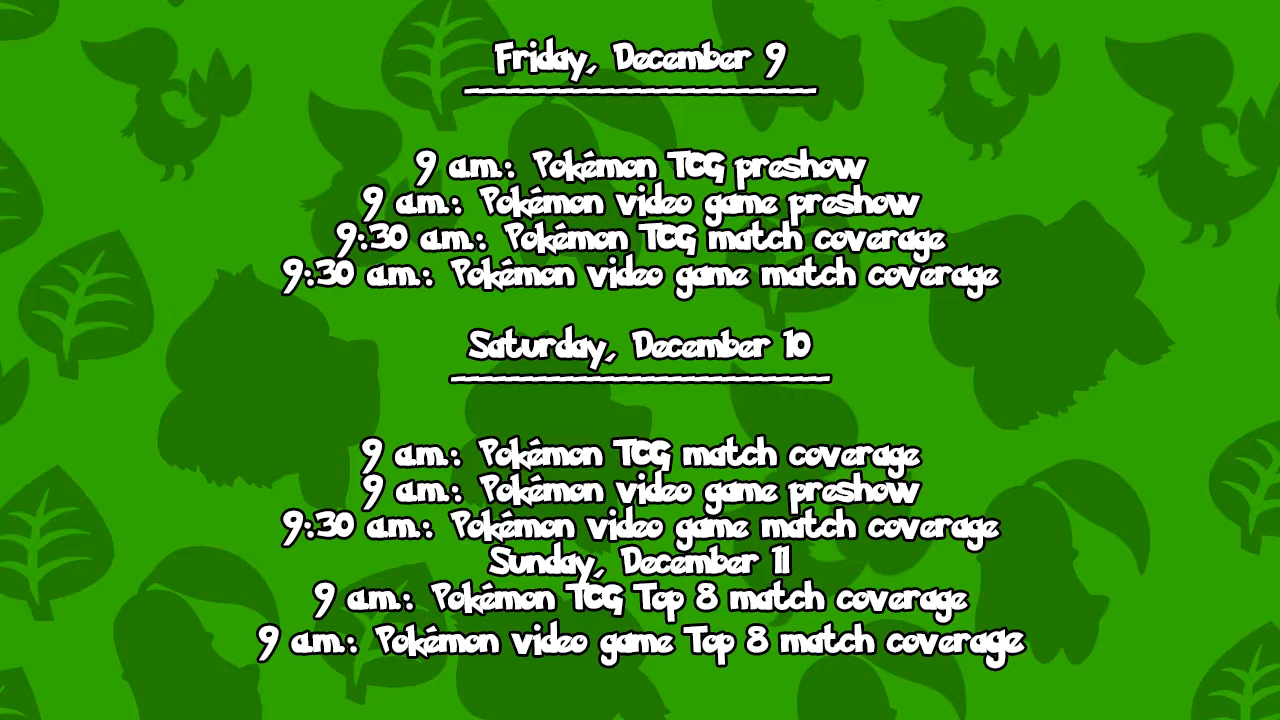 Friday, December 9
9 a.m.: Pokémon TCG preshow
9 a.m.: Pokémon video game preshow
9:30 a.m.: Pokémon TCG match coverage
9:30 a.m.: Pokémon video game match coverage
Saturday, December 10
9 a.m.: Pokémon TCG match coverage
9 a.m.: Pokémon video game preshow
9:30 a.m.: Pokémon video game match coverage
Sunday, December 11
9 a.m.: Pokémon TCG Top 8 match coverage
9 a.m.: Pokémon video game Top 8 match coverage